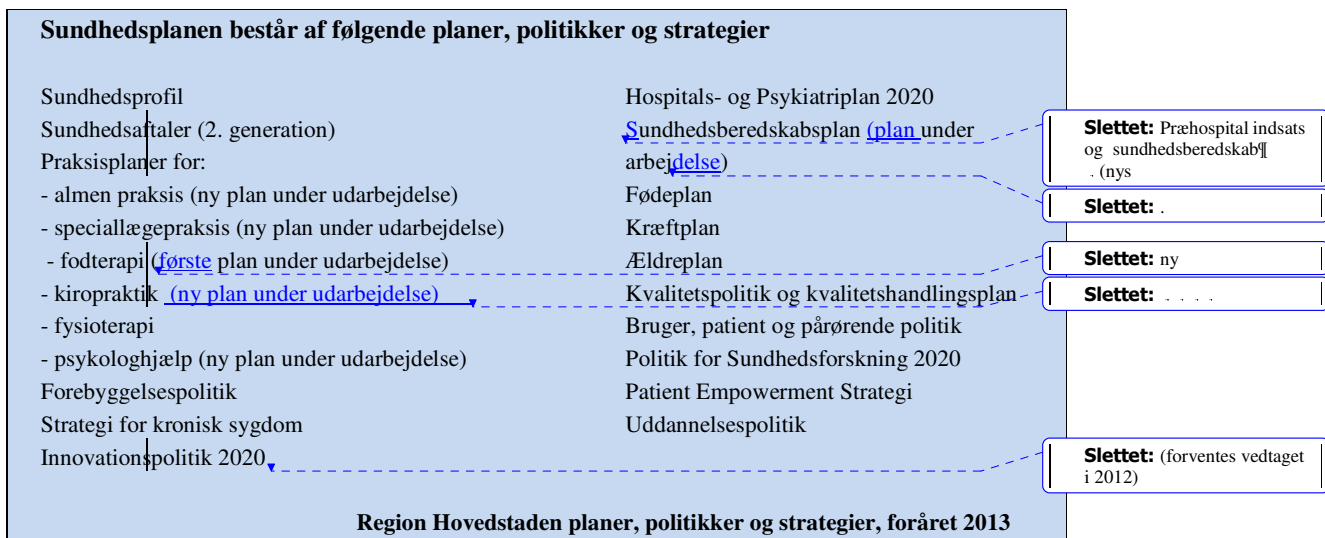 Sundhedsplanen består af følgende planer, politikker og strategier
Sundhedsprofil
Sundhedsaftaler (2. generation)
Praksisplaner for:
- almen praksis (ny plan under udarbejdelse)
- speciallægepraksis (ny plan under udarbejdelse)
- fodterapi (første plan under udarbejdelse)
- kiropraktik (ny plan under udarbejdelse)
- fysioterapi
- psykologhjælp (ny plan under udarbejdelse)
Forebyggelsespolitik
Strategi for kronisk sygdom
Innovationspolitik 2020
Hospitals- og Psykiatriplan 2020
Sundhedsberedskabsplan (plan under
arbejdelse)
Fødeplan
Kræftplan
Ældreplan
Kvalitetspolitik og kvalitetshandlingsplan
Bruger, patient og pårørende politik
Politik for Sundhedsforskning 2020
Patient Empowerment Strategi
Uddannelsespolitik
Region Hovedstaden planer, politikker og strategier, foråret 2013
Slettet: Præhospital indsats
og sundhedsberedskab¶
. (nys
Slettet: .
Slettet: ny
Slettet: . . . .
Slettet: (forventes vedtaget
i 2012)